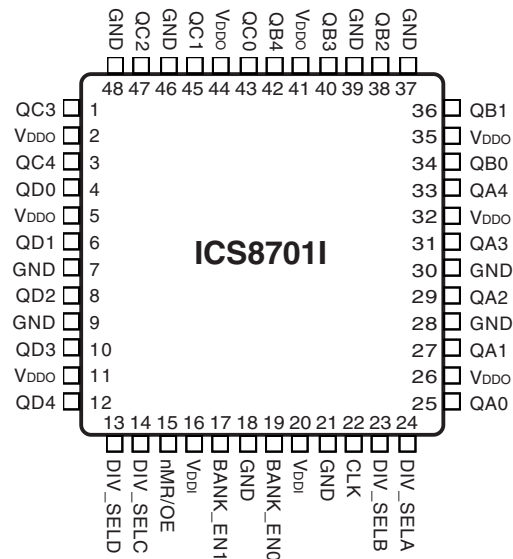 GND
QC2
GND
QC1
VDDO
QC0
QB4
VDDO
QB3
GND
QB2
GND
48 47 46 45 44 43 42 41 40 39 38 37
QC3 1
VDDO 2
QC4 3
QD0 4
VDDO 5
QD1 6
GND 7
QD2 8
GND 9
QD3 10
VDDO 11
QD4 12
ICS8701I
36 QB1
35 VDDO
34 QB0
33 QA4
32 VDDO
31 QA3
30 GND
29 QA2
28 GND
27 QA1
26 VDDO
25 QA0
13 14 15 16 17 18 19 20 21 22 23 24
DIV_SELD
DIV_SELC
nMR/OE
VDDI
BANK_EN1
GND
BANK_EN0
VDDI
GND
CLK
DIV_SELB
DIV_SELA